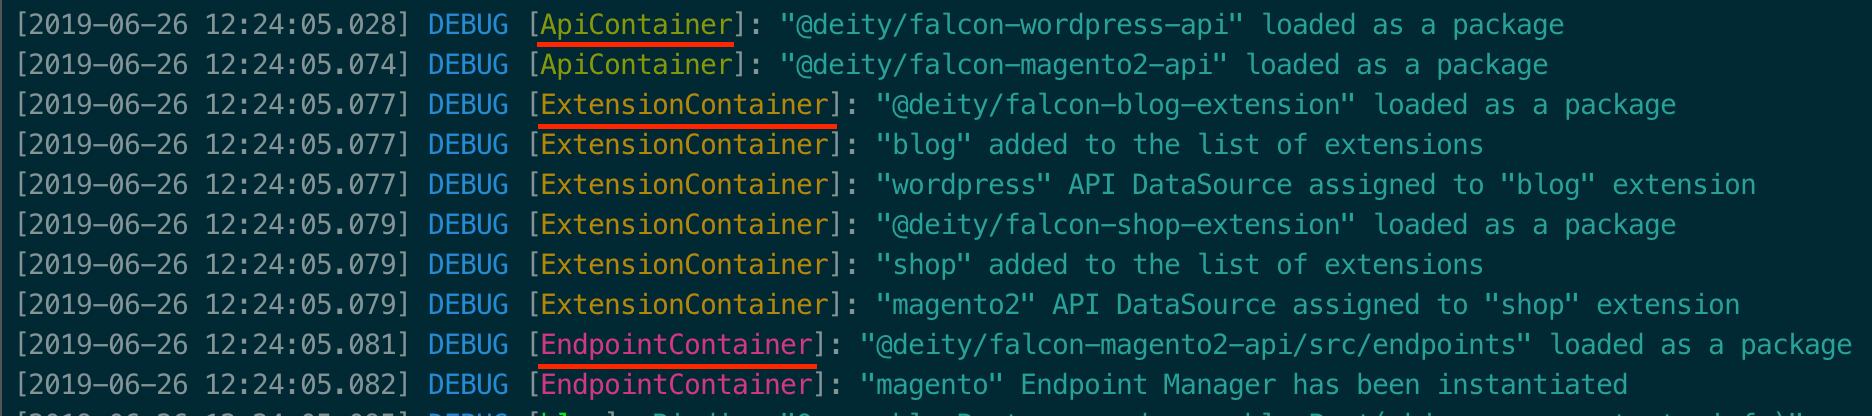 [2019-06-26 12:24:05.028] DEBUG [ApiContainer]: "@deity/falcon-wordpress-api" loaded as a package
[2019-06-26 12:24:05.074] DEBUG [ApiContainer]: "@deity/falcon-magento2-api" loaded as a package
[2019-06-26 12:24:05.077] DEBUG [ExtensionContainer]: "@deity/falcon-blog-extension" loaded as a package
[2019-06-26 12:24:05.077] DEBUG [ExtensionContainer]: "blog" added to the list of extensions
[2019-06-26 12:24:05.077] DEBUG [ExtensionContainer]: "wordpress" API DataSource assigned to "blog" extension
[2019-06-26 12:24:05.079] DEBUG [ExtensionContainer]: "@deity/falcon-shop-extension" loaded as a package
[2019-06-26 12:24:05.079] DEBUG [ExtensionContainer]: "shop" added to the list of extensions
[2019-06-26 12:24:05.079] DEBUG [ExtensionContainer]: "magento2" API DataSource assigned to "shop" extension
[2019-06-26 12:24:05.081] DEBUG [EndpointContainer]: "@deity/falcon-magento2-api/src/endpoints" loaded as a package
[2019-06-26 12:24:05.082] DEBUG [EndpointContainer]: "magento" Endpoint Manager has been instantiated